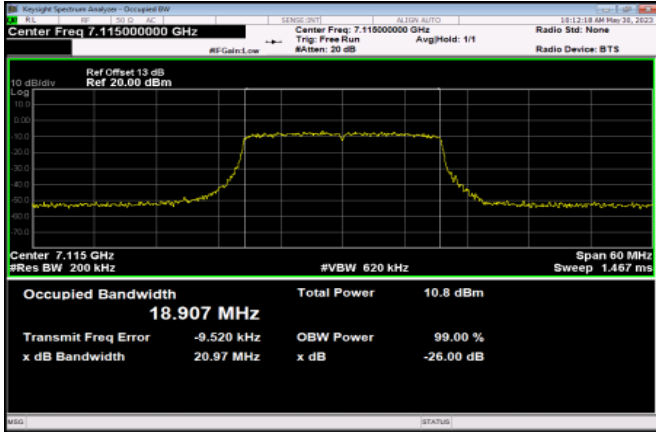 Keysight Spectrum Analyzer - Occupied BW
RL RF 50 Ω AC SENSE:INT ALIGN AUTO 10:12:18 AM May 30, 2023
Center Freq 7.115000000 GHz Center Freq: 7.115000000 GHz Radio Std: None
Trig: Free Run Avg|Hold: 1/1
#IFGain:Low #Atten: 20 dB Radio Device: BTS
Ref Offset 13 dB
10 dB/div Ref 20.00 dBm
Log
10.0
0.00
-10.0
-20.0
-30.0
-40.0
-50.0
-60.0
-70.0
Center 7.115 GHz Span 60 MHz
#Res BW 200 kHz #VBW 620 kHz Sweep 1.467 ms
Occupied Bandwidth Total Power 10.8 dBm
18.907 MHz
Transmit Freq Error -9.520 kHz OBW Power 99.00 %
x dB Bandwidth 20.97 MHz x dB -26.00 dB
MSG STATUS